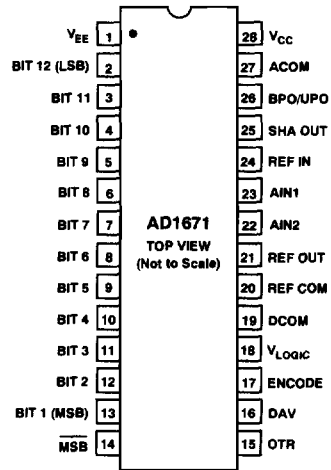 VEE 1 28 VCC
BIT 12 (LSB) 2 27 ACOM
BIT 11 3 26 BPO/UPO
BIT 10 4 25 SHA OUT
BIT 9 5 24 REF IN
BIT 8 6 23 AIN1
BIT 7 7 AD1671 22 AIN2
TOP VIEW
BIT 6 8 (Not to Scale) 21 REF OUT
BIT 5 9 20 REF COM
BIT 4 10 19 DCOM
BIT 3 11 18 VLOGIC
BIT 2 12 17 ENCODE
BIT 1 (MSB) 13 16 DAV
MSB 14 15 OTR